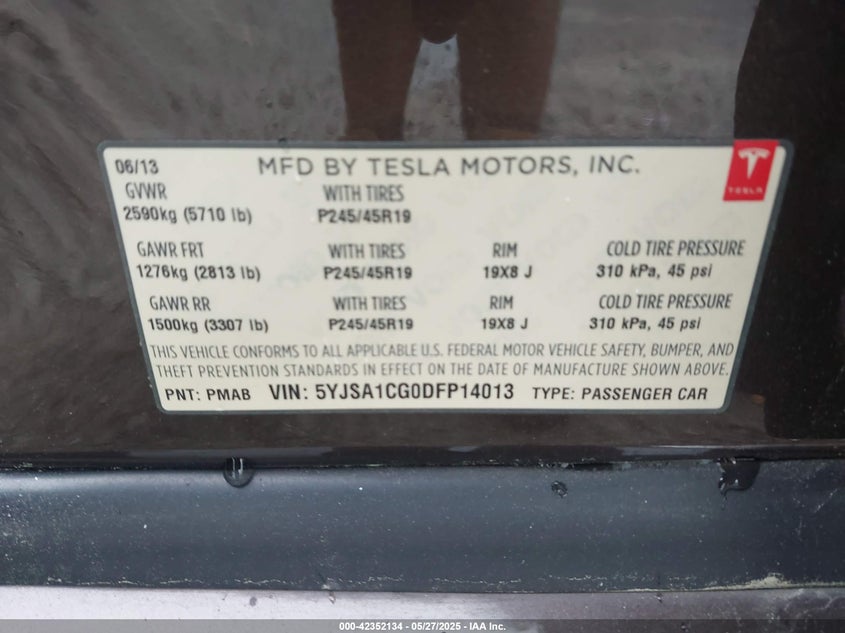 06/13 MFD BY TESLA MOTORS, INC.
TESLA
GVWR WITH TIRES
2590kg (5710 lb) P245/45R19
GAWR FRT WITH TIRES RIM COLD TIRE PRESSURE
1276kg (2813 lb) P245/45R19 19X8 J 310 kPa, 45 psi
GAWR RR WITH TIRES RIM COLD TIRE PRESSURE
1500kg (3307 lb) P245/45R19 19X8 J 310 kPa, 45 psi
THIS VEHICLE CONFORMS TO ALL APPLICABLE U.S. FEDERAL MOTOR VEHICLE SAFETY, BUMPER, AND
THEFT PREVENTION STANDARDS IN EFFECT ON THE DATE OF MANUFACTURE SHOWN ABOVE.
PNT: PMAB VIN: 5YJSA1CG0DFP14013 TYPE: PASSENGER CAR
000-42352134 - 05/27/2025 - IAA Inc.